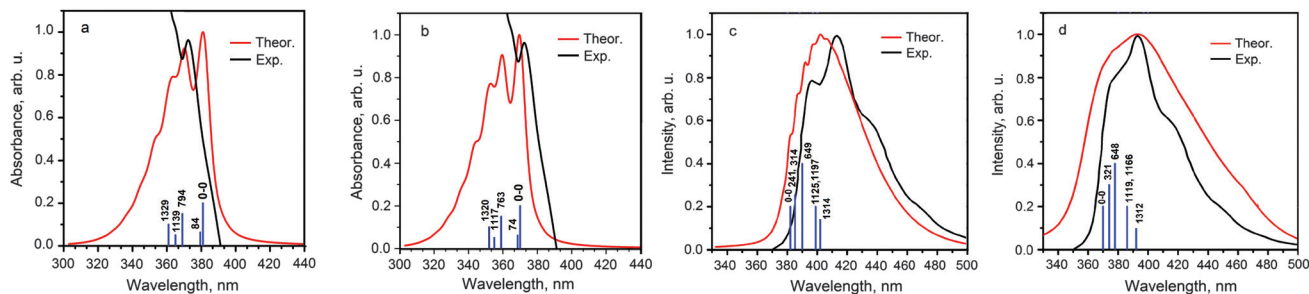 a
Theor.
Exp.
Absorbance, arb. u.
1.0
0.8
0.6
0.4
0.2
0.0
1329
1139
794
84
0-0
300 320 340 360 380 400 420 440
Wavelength, nm
b
Theor.
Exp.
Absorbance, arb. u.
1.0
0.8
0.6
0.4
0.2
0.0
1320
1117
763
74
0-0
300 320 340 360 380 400 420 440
Wavelength, nm
c
Theor.
Exp.
Intensity, arb. u.
1.0
0.8
0.6
0.4
0.2
0.0
0-0
241, 314
649
1125,1197
1314
340 360 380 400 420 440 460 480 500
Wavelength, nm
d
Theor.
Exp.
Intensity, arb. u.
1.0
0.8
0.6
0.4
0.2
0.0
0-0
321
648
1119, 1166
1312
340 360 380 400 420 440 460 480 500
Wavelength, nm